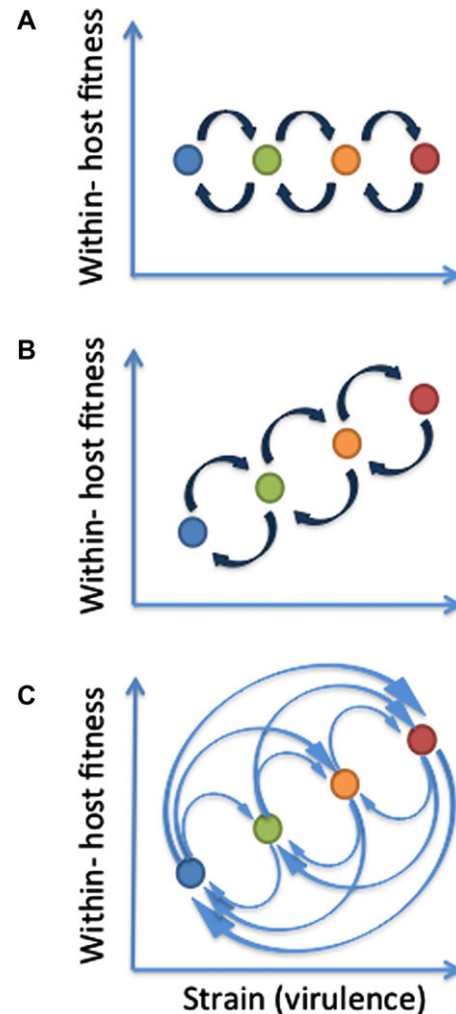 A
Within- host fitness
B
Within- host fitness
C
Within- host fitness
Strain (virulence)